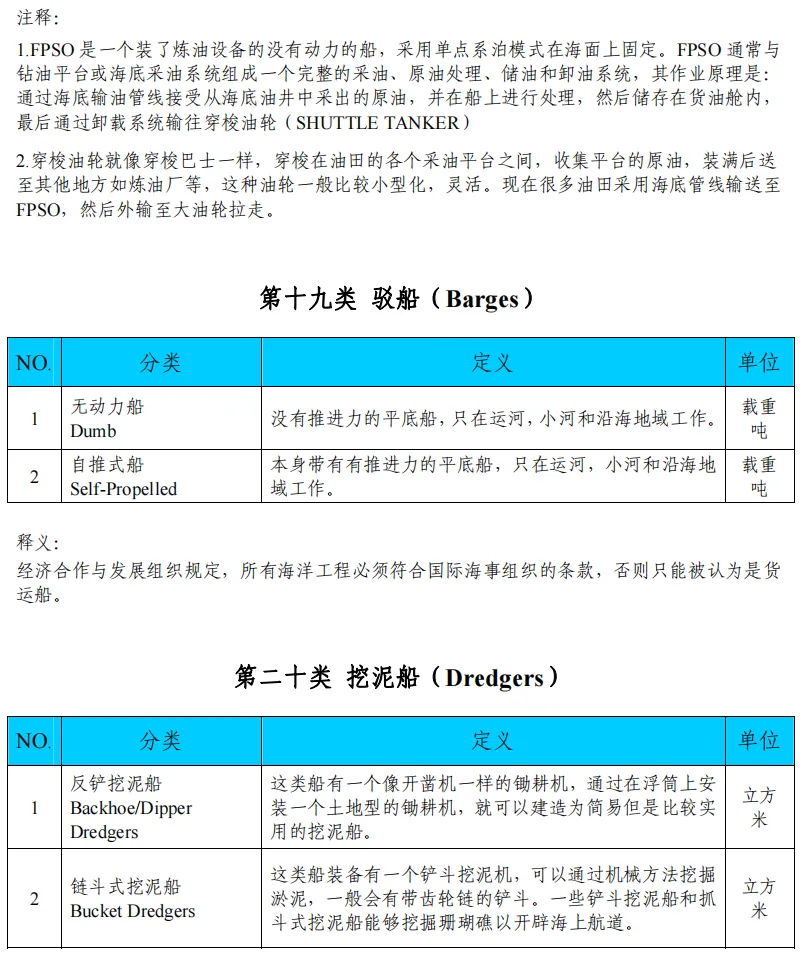 注释：
1.FPSO 是一个装了炼油设备的没有动力的船，采用单点系泊模式在海面上固定。FPSO 通常与
钻油平台或海底采油系统组成一个完整的采油、原油处理、储油和卸油系统，其作业原理是：
通过海底输油管线接受从海底油井中采出的原油，并在船上进行处理，然后储存在货油舱内，
最后通过卸载系统输往穿梭油轮（SHUTTLE TANKER）
2.穿梭油轮就像穿梭巴士一样，穿梭在油田的各个采油平台之间，收集平台的原油，装满后送
至其他地方如炼油厂等，这种油轮一般比较小型化，灵活。现在很多油田采用海底管线输送至
FPSO，然后外输至大油轮拉走。
第十九类 驳船（Barges）
NO. 分类 定义 单位
1 无动力船 Dumb 没有推进力的平底船，只在运河，小河和沿海地域工作。 载重吨
2 自推式船 Self-Propelled 本身带有有推进力的平底船，只在运河，小河和沿海地
域工作。 载重吨
释义：
经济合作与发展组织规定，所有海洋工程必须符合国际海事组织的条款，否则只能被认为是货
运船。
第二十类 挖泥船（Dredgers）
NO. 分类 定义 单位
1 反铲挖泥船 Backhoe/Dipper Dredgers 这类船有一个像开凿机一样的锄耕机，通过在浮筒上安
装一个土地型的锄耕机，就可以建造为简易但是比较实
用的挖泥船。 立方米
2 链斗式挖泥船 Bucket Dredgers 这类船装备有一个铲斗挖泥机，可以通过机械方法挖掘
淤泥，一般会有带齿轮链的铲斗。一些铲斗挖泥船和抓
斗式挖泥船能够挖掘珊瑚礁以开辟海上航道。 立方米